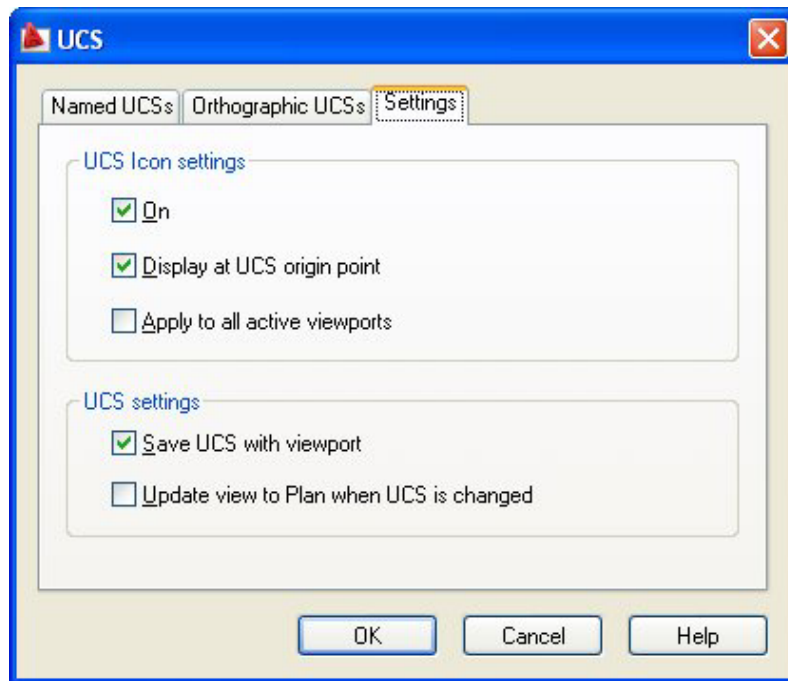 UCS
Named UCSs Orthographic UCSs Settings
UCS Icon settings
On
Display at UCS origin point
Apply to all active viewports
UCS settings
Save UCS with viewport
Update view to Plan when UCS is changed
OK Cancel Help